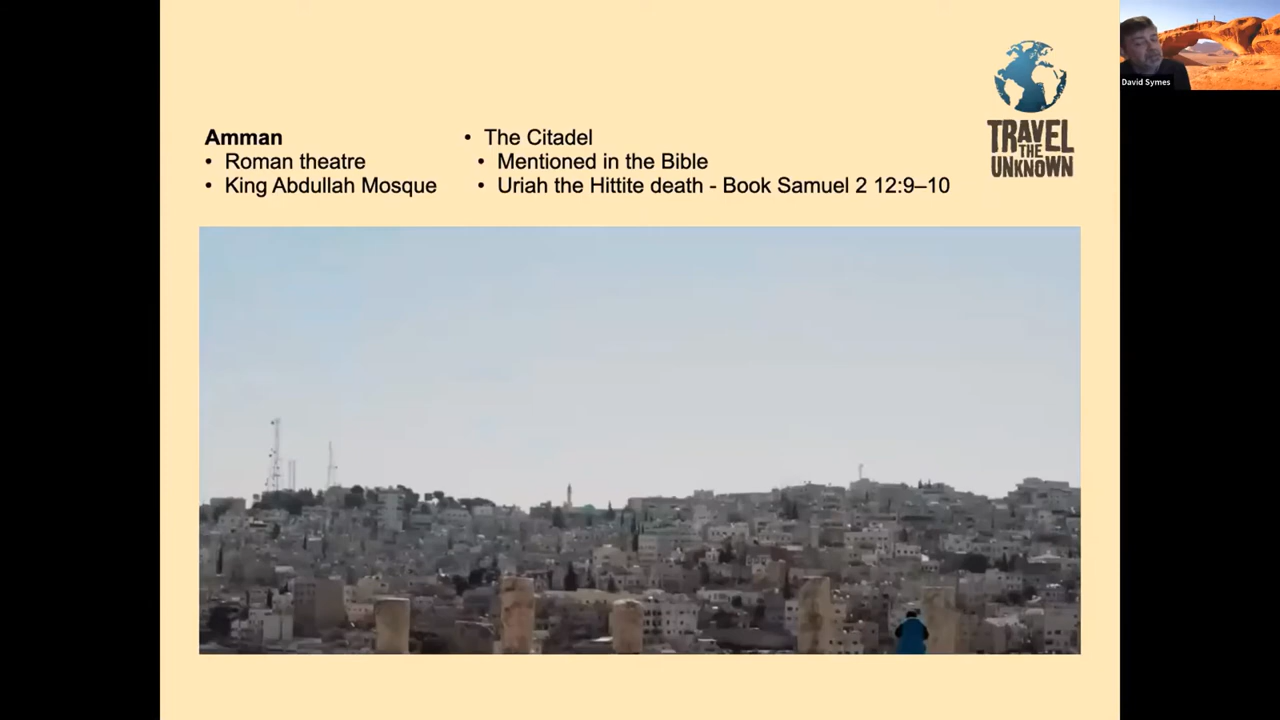 Amman
• Roman theatre
• King Abdullah Mosque
• The Citadel
• Mentioned in the Bible
• Uriah the Hittite death - Book Samuel 2 12:9–10
TRAVEL
THE
UNKNOWN
David Symes